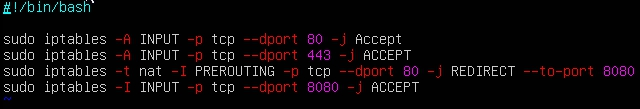 #!/bin/bash
sudo iptables -A INPUT -p tcp --dport 80 -j Accept
sudo iptables -A INPUT -p tcp --dport 443 -j ACCEPT
sudo iptables -t nat -I PREROUTING -p tcp --dport 80 -j REDIRECT --to-port 8080
sudo iptables -I INPUT -p tcp --dport 8080 -j ACCEPT
~